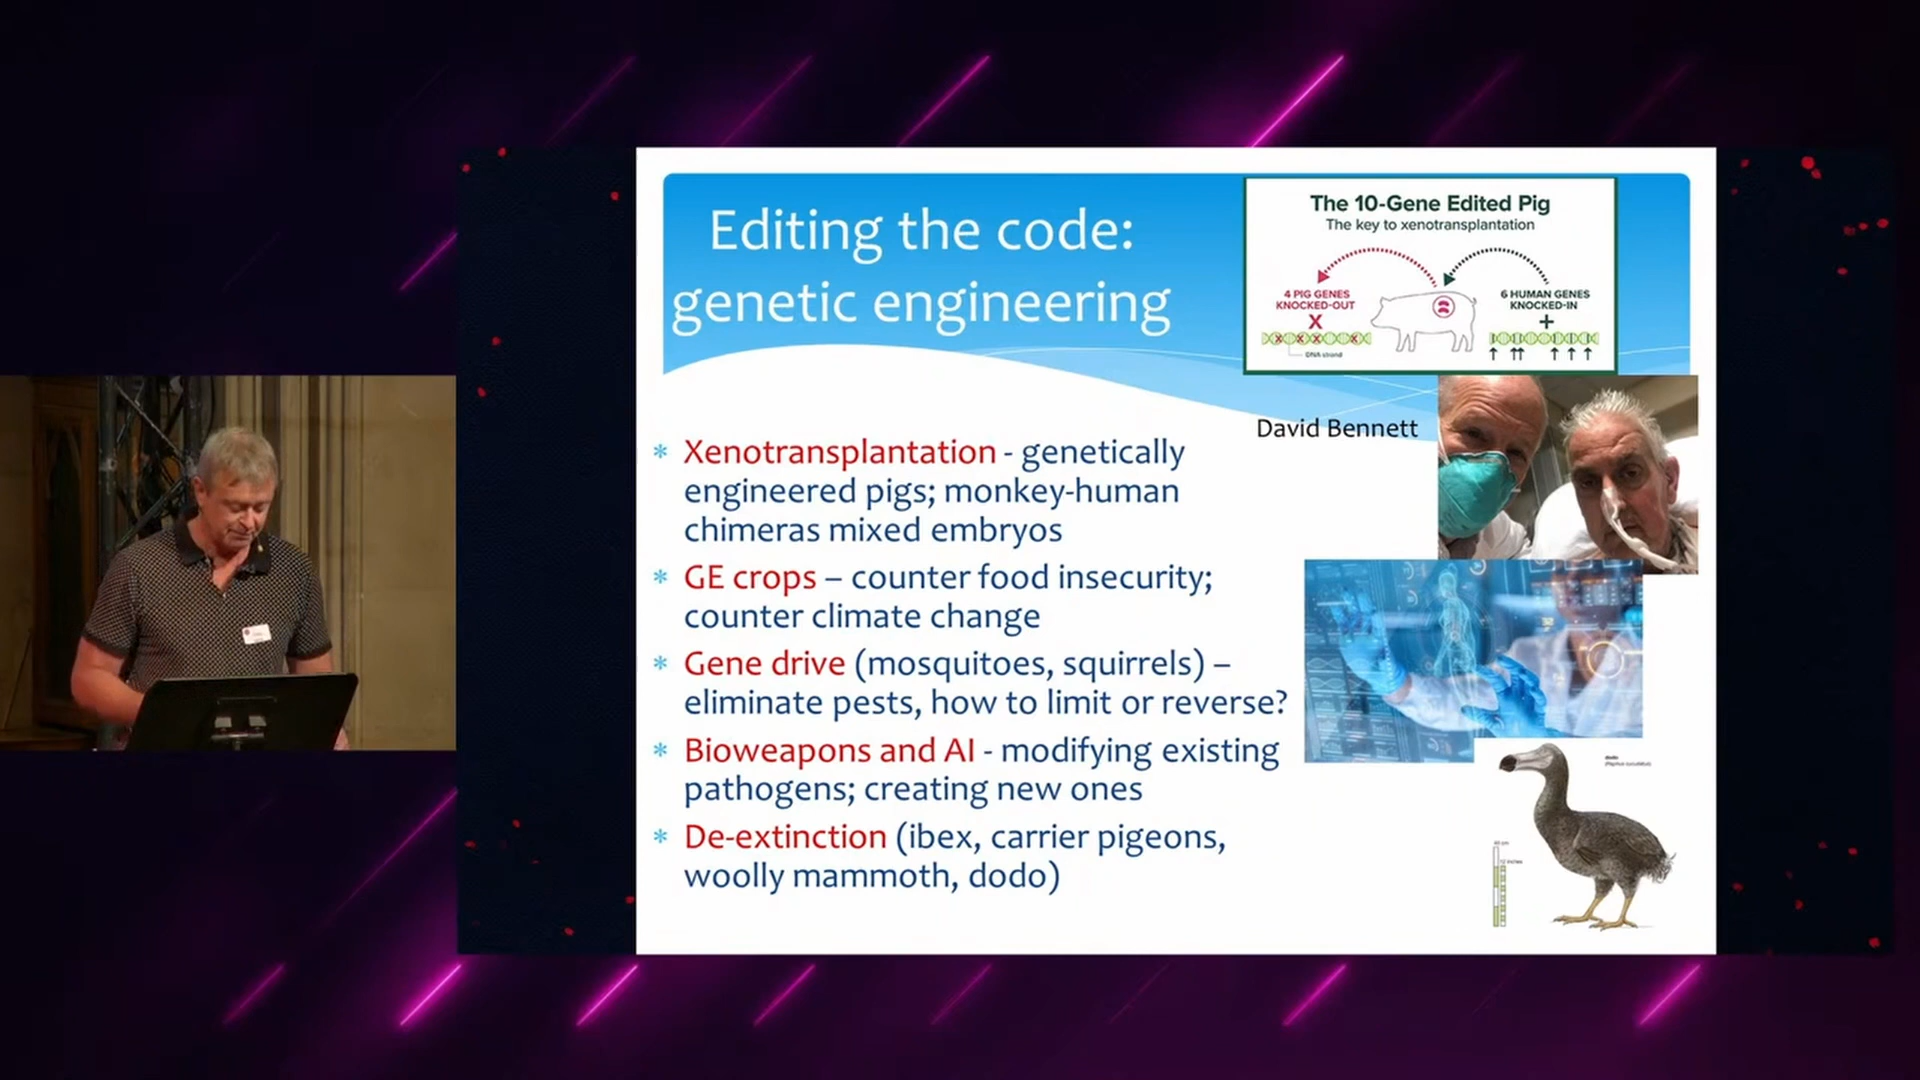 Editing the code:
genetic engineering
The 10-Gene Edited Pig
The key to xenotransplantation
4 PIG GENES
KNOCKED-OUT
X
DNA strand
6 HUMAN GENES
KNOCKED-IN
+
David Bennett
* Xenotransplantation - genetically
engineered pigs; monkey-human
chimeras mixed embryos
* GE crops – counter food insecurity;
counter climate change
* Gene drive (mosquitoes, squirrels) –
eliminate pests, how to limit or reverse?
* Bioweapons and AI - modifying existing
pathogens; creating new ones
* De-extinction (ibex, carrier pigeons,
woolly mammoth, dodo)
dodo